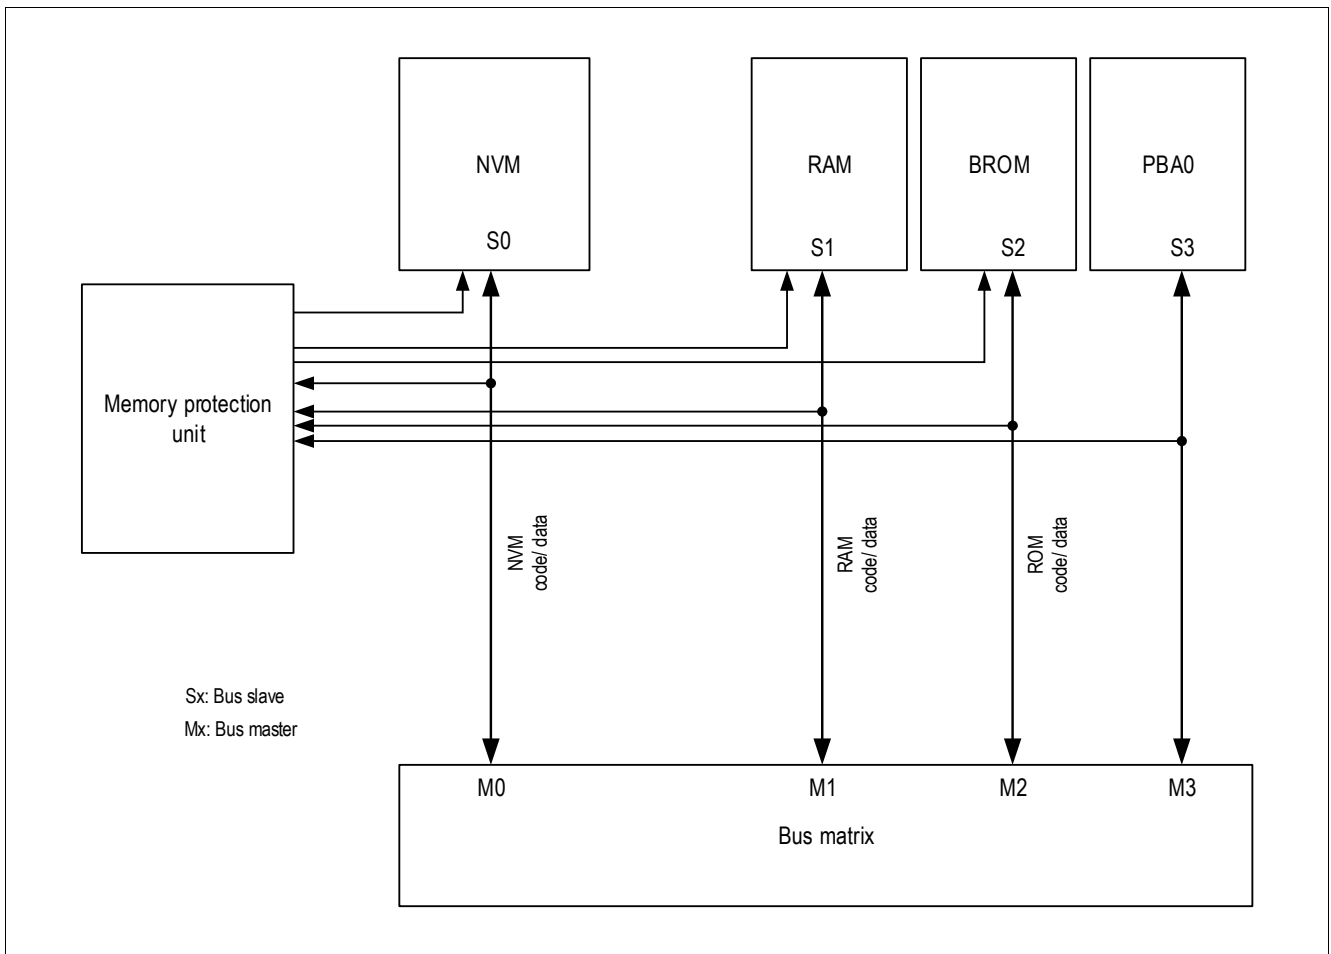 NVM
RAM
BROM
PBA0
S0
S1
S2
S3
Memory protection
unit
NVM
code/ data
RAM
code/ data
ROM
code/ data
Sx: Bus slave
Mx: Bus master
M0
M1
M2
M3
Bus matrix